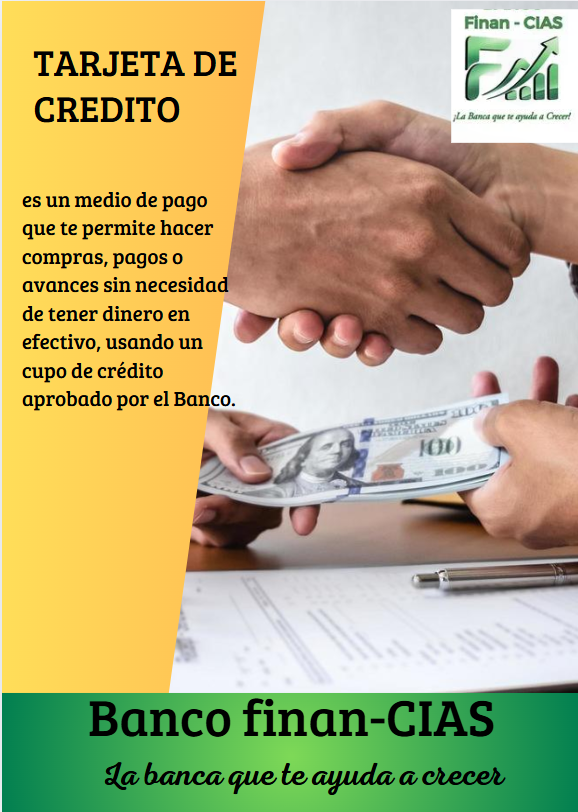 Finan - CIAS
¡La Banca que te ayuda a Crecer!
TARJETA DE
CREDITO
es un medio de pago
que te permite hacer
compras, pagos o
avances sin necesidad
de tener dinero en
efectivo, usando un
cupo de crédito
aprobado por el Banco.
100
100
Banco finan-CIAS
La banca que te ayuda a crecer